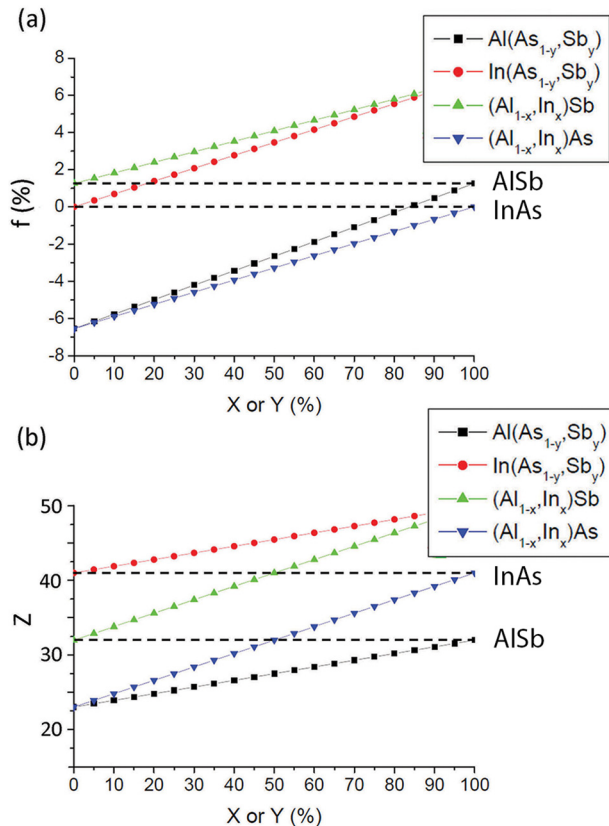 (a)
Al(As1-y,Sby)
In(As1-y,Sby)
(Al1-x,Inx)Sb
(Al1-x,Inx)As
8
6
4
2
0
-2
-4
-6
-8
f (%)
AlSb
InAs
0 10 20 30 40 50 60 70 80 90 100
X or Y (%)
(b)
Al(As1-y,Sby)
In(As1-y,Sby)
(Al1-x,Inx)Sb
(Al1-x,Inx)As
50
40
30
20
Z
InAs
AlSb
0 10 20 30 40 50 60 70 80 90 100
X or Y (%)